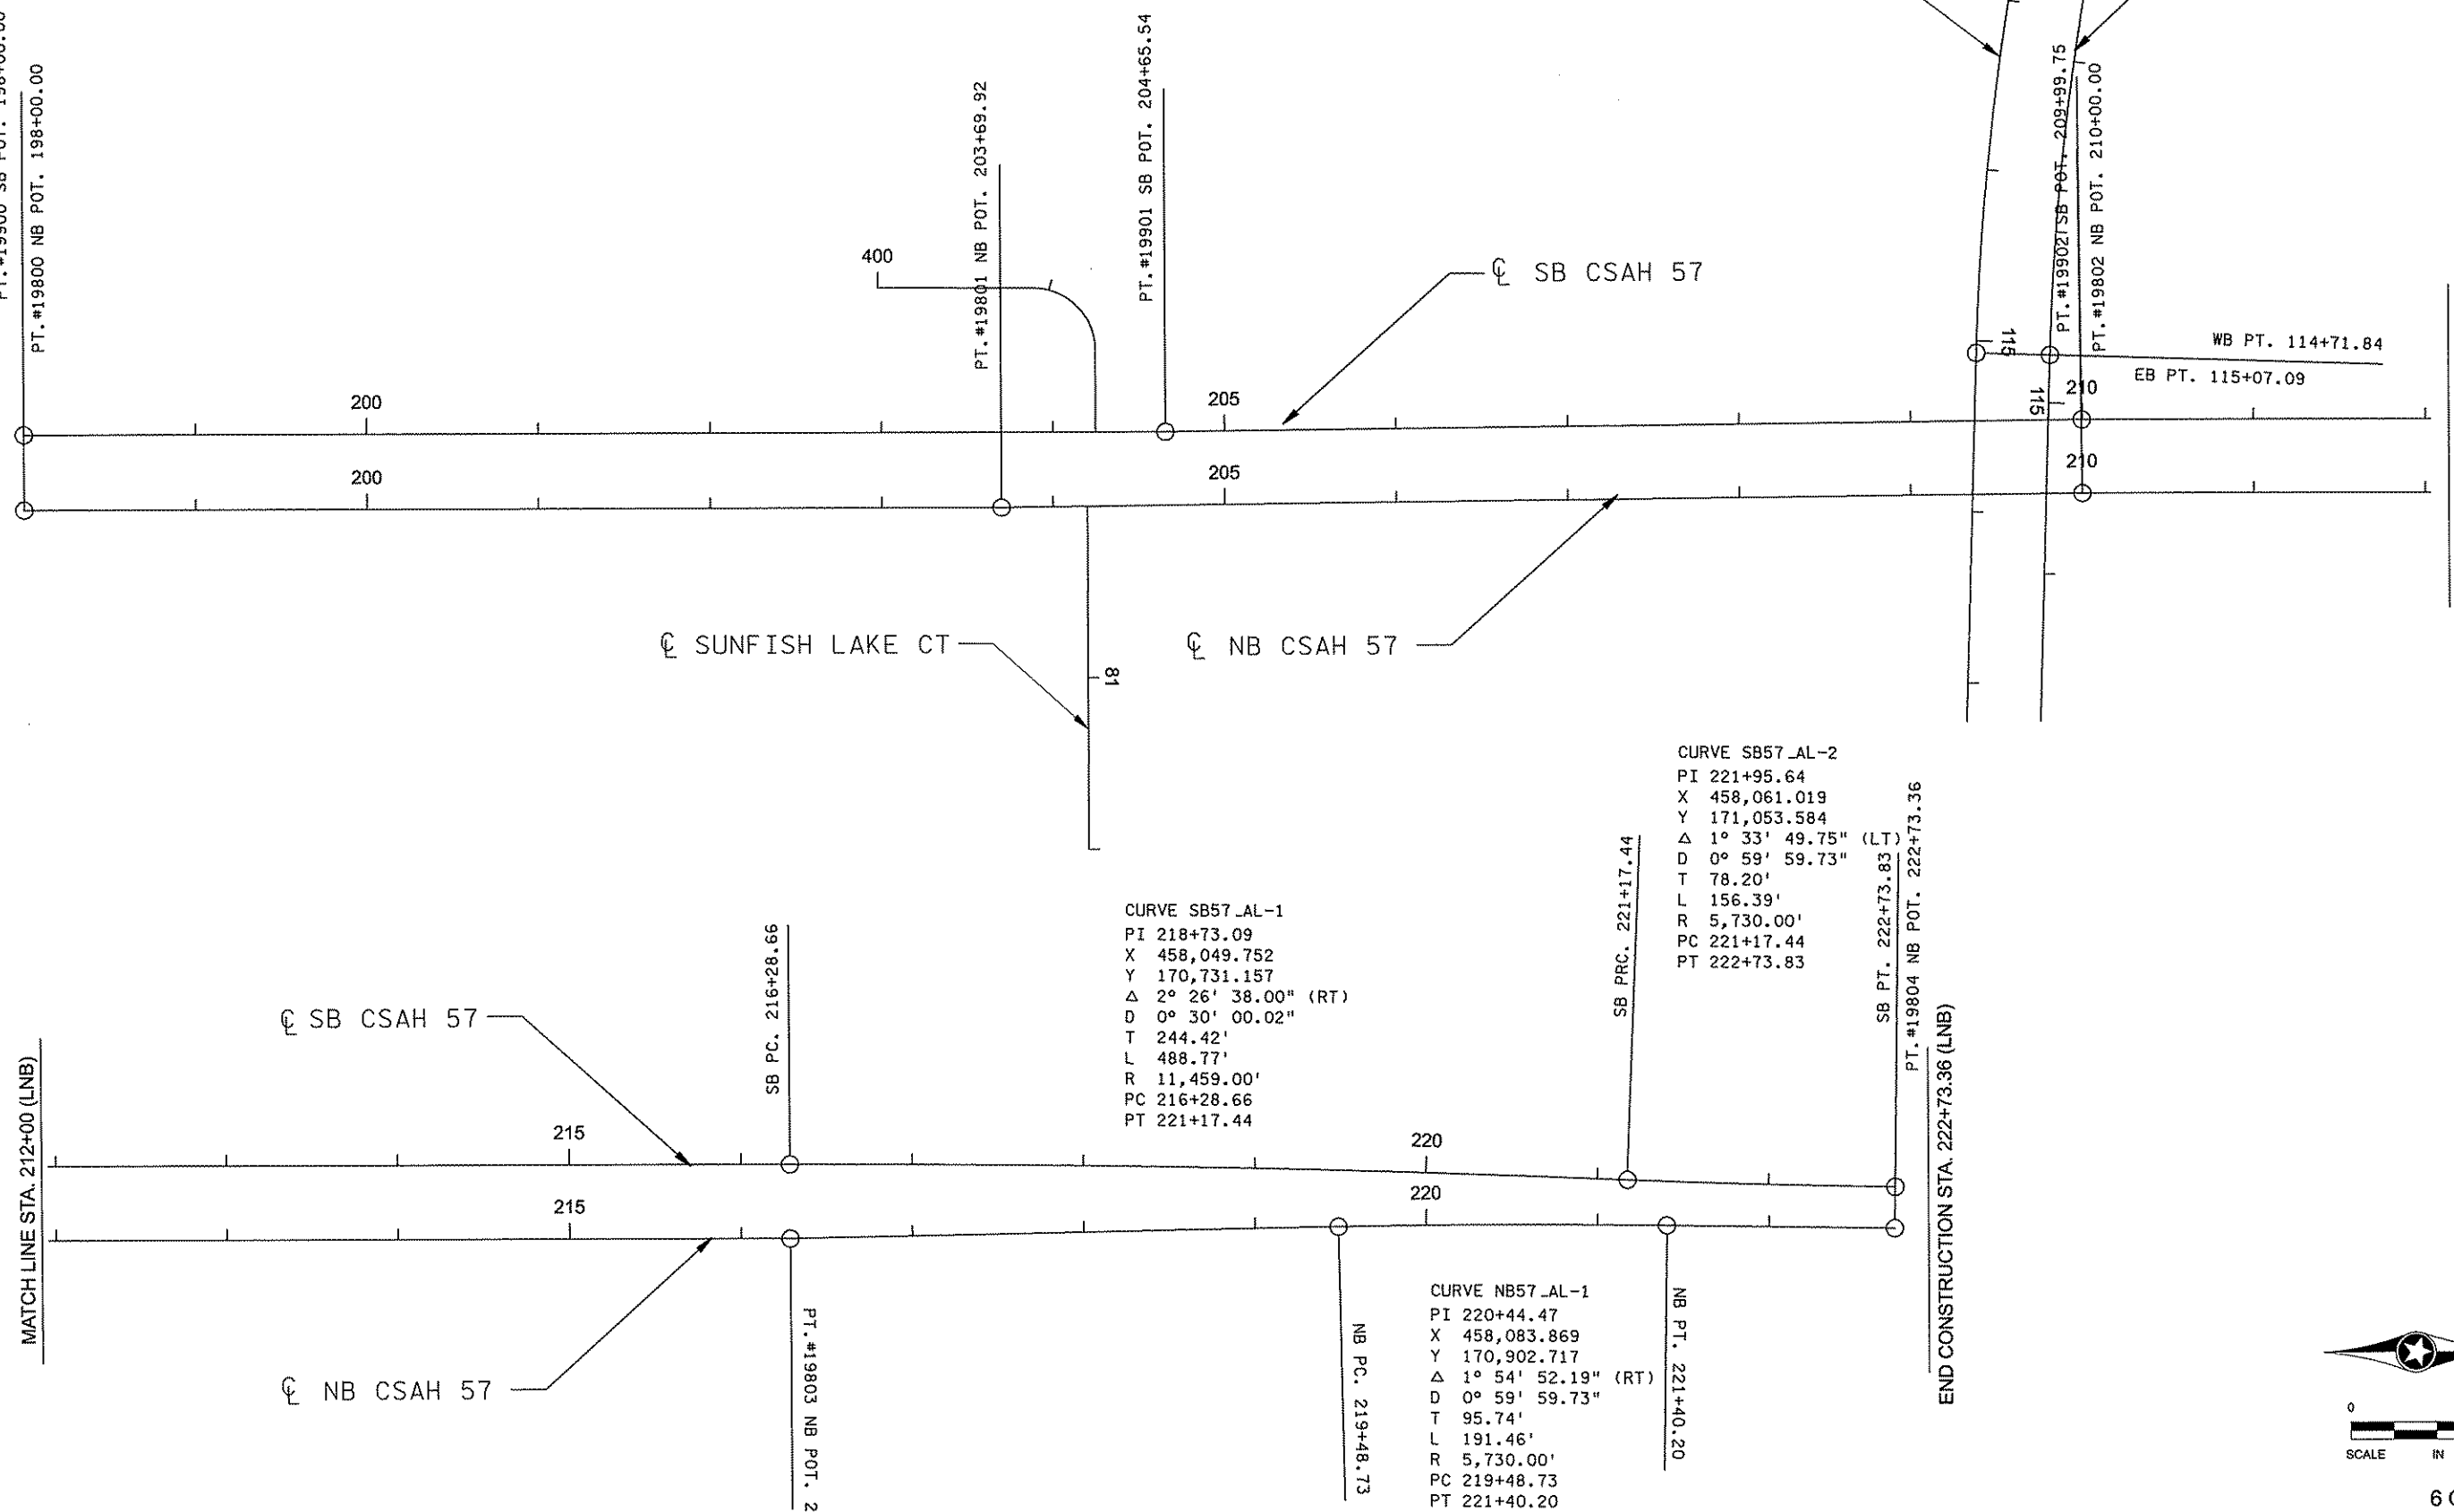 PT.#19900 SB POT. 198+00.00
PT.#19800 NB POT. 198+00.00
PT.#19801 NB POT. 203+69.92
PT.#19901 SB POT. 204+65.54
PT.#19902 SB POT. 209+99.75
PT.#19802 NB POT. 210+00.00
400
℄ SB CSAH 57
115
WB PT. 114+71.84
EB PT. 115+07.09
115
200
205
210
200
205
210
℄ SUNFISH LAKE CT
℄ NB CSAH 57
81
CURVE SB57_AL-2
PI 221+95.64
X 458,061.019
Y 171,053.584
Δ 1° 33' 49.75" (LT)
D 0° 59' 59.73"
T 78.20'
L 156.39'
R 5,730.00'
PC 221+17.44
PT 222+73.83
SB PRC. 221+17.44
SB PT. 222+73.83
PT.#19804 NB POT. 222+73.36
CURVE SB57_AL-1
PI 218+73.09
X 458,049.752
Y 170,731.157
Δ 2° 26' 38.00" (RT)
D 0° 30' 00.02"
T 244.42'
L 488.77'
R 11,459.00'
PC 216+28.66
PT 221+17.44
SB PC. 216+28.66
℄ SB CSAH 57
MATCH LINE STA. 212+00 (LNB)
END CONSTRUCTION STA. 222+73.36 (LNB)
215
220
215
220
℄ NB CSAH 57
PT.#19803 NB POT. 2
NB PC. 219+48.73
CURVE NB57_AL-1
PI 220+44.47
X 458,083.869
Y 170,902.717
Δ 1° 54' 52.19" (RT)
D 0° 59' 59.73"
T 95.74'
L 191.46'
R 5,730.00'
PC 219+48.73
PT 221+40.20
NB PT. 221+40.20
0
SCALE IN